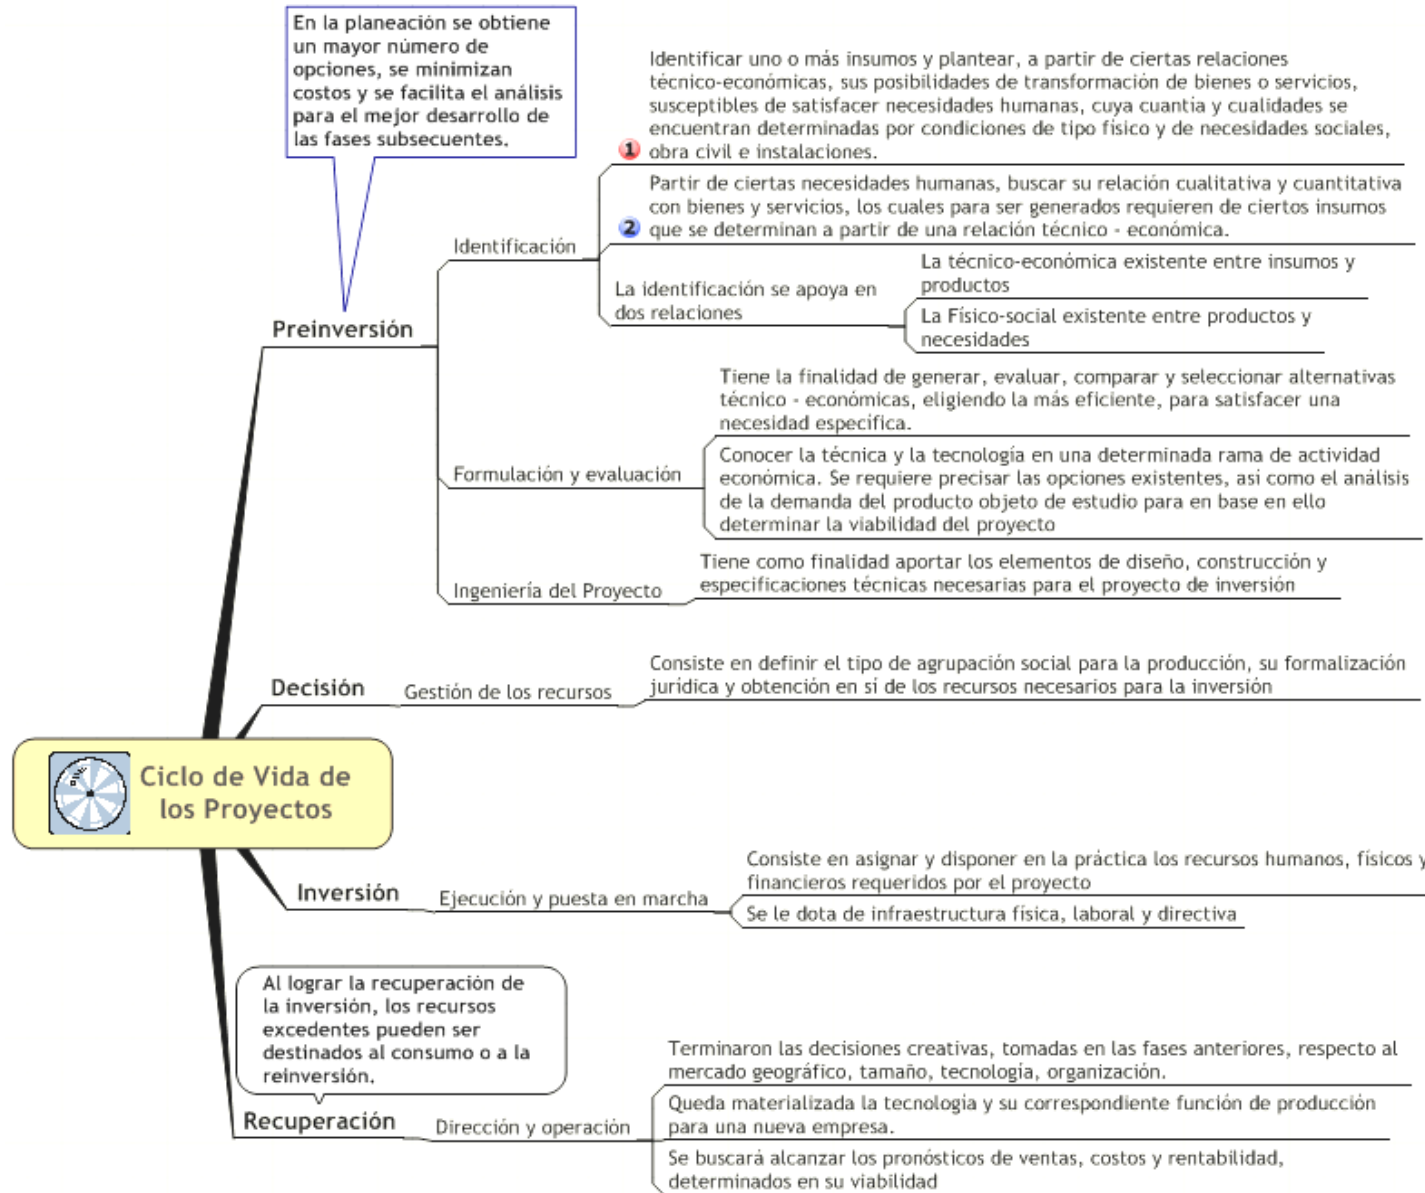 En la planeación se obtiene
un mayor número de
opciones, se minimizan
costos y se facilita el análisis
para el mejor desarrollo de
las fases subsecuentes.
Identificar uno o más insumos y plantear, a partir de ciertas relaciones
técnico-económicas, sus posibilidades de transformación de bienes o servicios,
susceptibles de satisfacer necesidades humanas, cuya cuantía y cualidades se
encuentran determinadas por condiciones de tipo físico y de necesidades sociales,
1 obra civil e instalaciones.
Partir de ciertas necesidades humanas, buscar su relación cualitativa y cuantitativa
con bienes y servicios, los cuales para ser generados requieren de ciertos insumos
2 que se determinan a partir de una relación técnico - económica.
Identificación
La identificación se apoya en
dos relaciones
La técnico-económica existente entre insumos y
productos
La Físico-social existente entre productos y
necesidades
Preinversión
Tiene la finalidad de generar, evaluar, comparar y seleccionar alternativas
técnico - económicas, eligiendo la más eficiente, para satisfacer una
necesidad específica.
Formulación y evaluación
Conocer la técnica y la tecnología en una determinada rama de actividad
económica. Se requiere precisar las opciones existentes, así como el análisis
de la demanda del producto objeto de estudio para en base en ello
determinar la viabilidad del proyecto
Ingeniería del Proyecto
Tiene como finalidad aportar los elementos de diseño, construcción y
especificaciones técnicas necesarias para el proyecto de inversión
Decisión
Gestión de los recursos
Consiste en definir el tipo de agrupación social para la producción, su formalización
jurídica y obtención en sí de los recursos necesarios para la inversión
Ciclo de Vida de
los Proyectos
Inversión
Ejecución y puesta en marcha
Consiste en asignar y disponer en la práctica los recursos humanos, físicos y
financieros requeridos por el proyecto
Se le dota de infraestructura física, laboral y directiva
Al lograr la recuperación de
la inversión, los recursos
excedentes pueden ser
destinados al consumo o a la
reinversión.
Recuperación
Dirección y operación
Terminaron las decisiones creativas, tomadas en las fases anteriores, respecto al
mercado geográfico, tamaño, tecnología, organización.
Queda materializada la tecnología y su correspondiente función de producción
para una nueva empresa.
Se buscará alcanzar los pronósticos de ventas, costos y rentabilidad,
determinados en su viabilidad